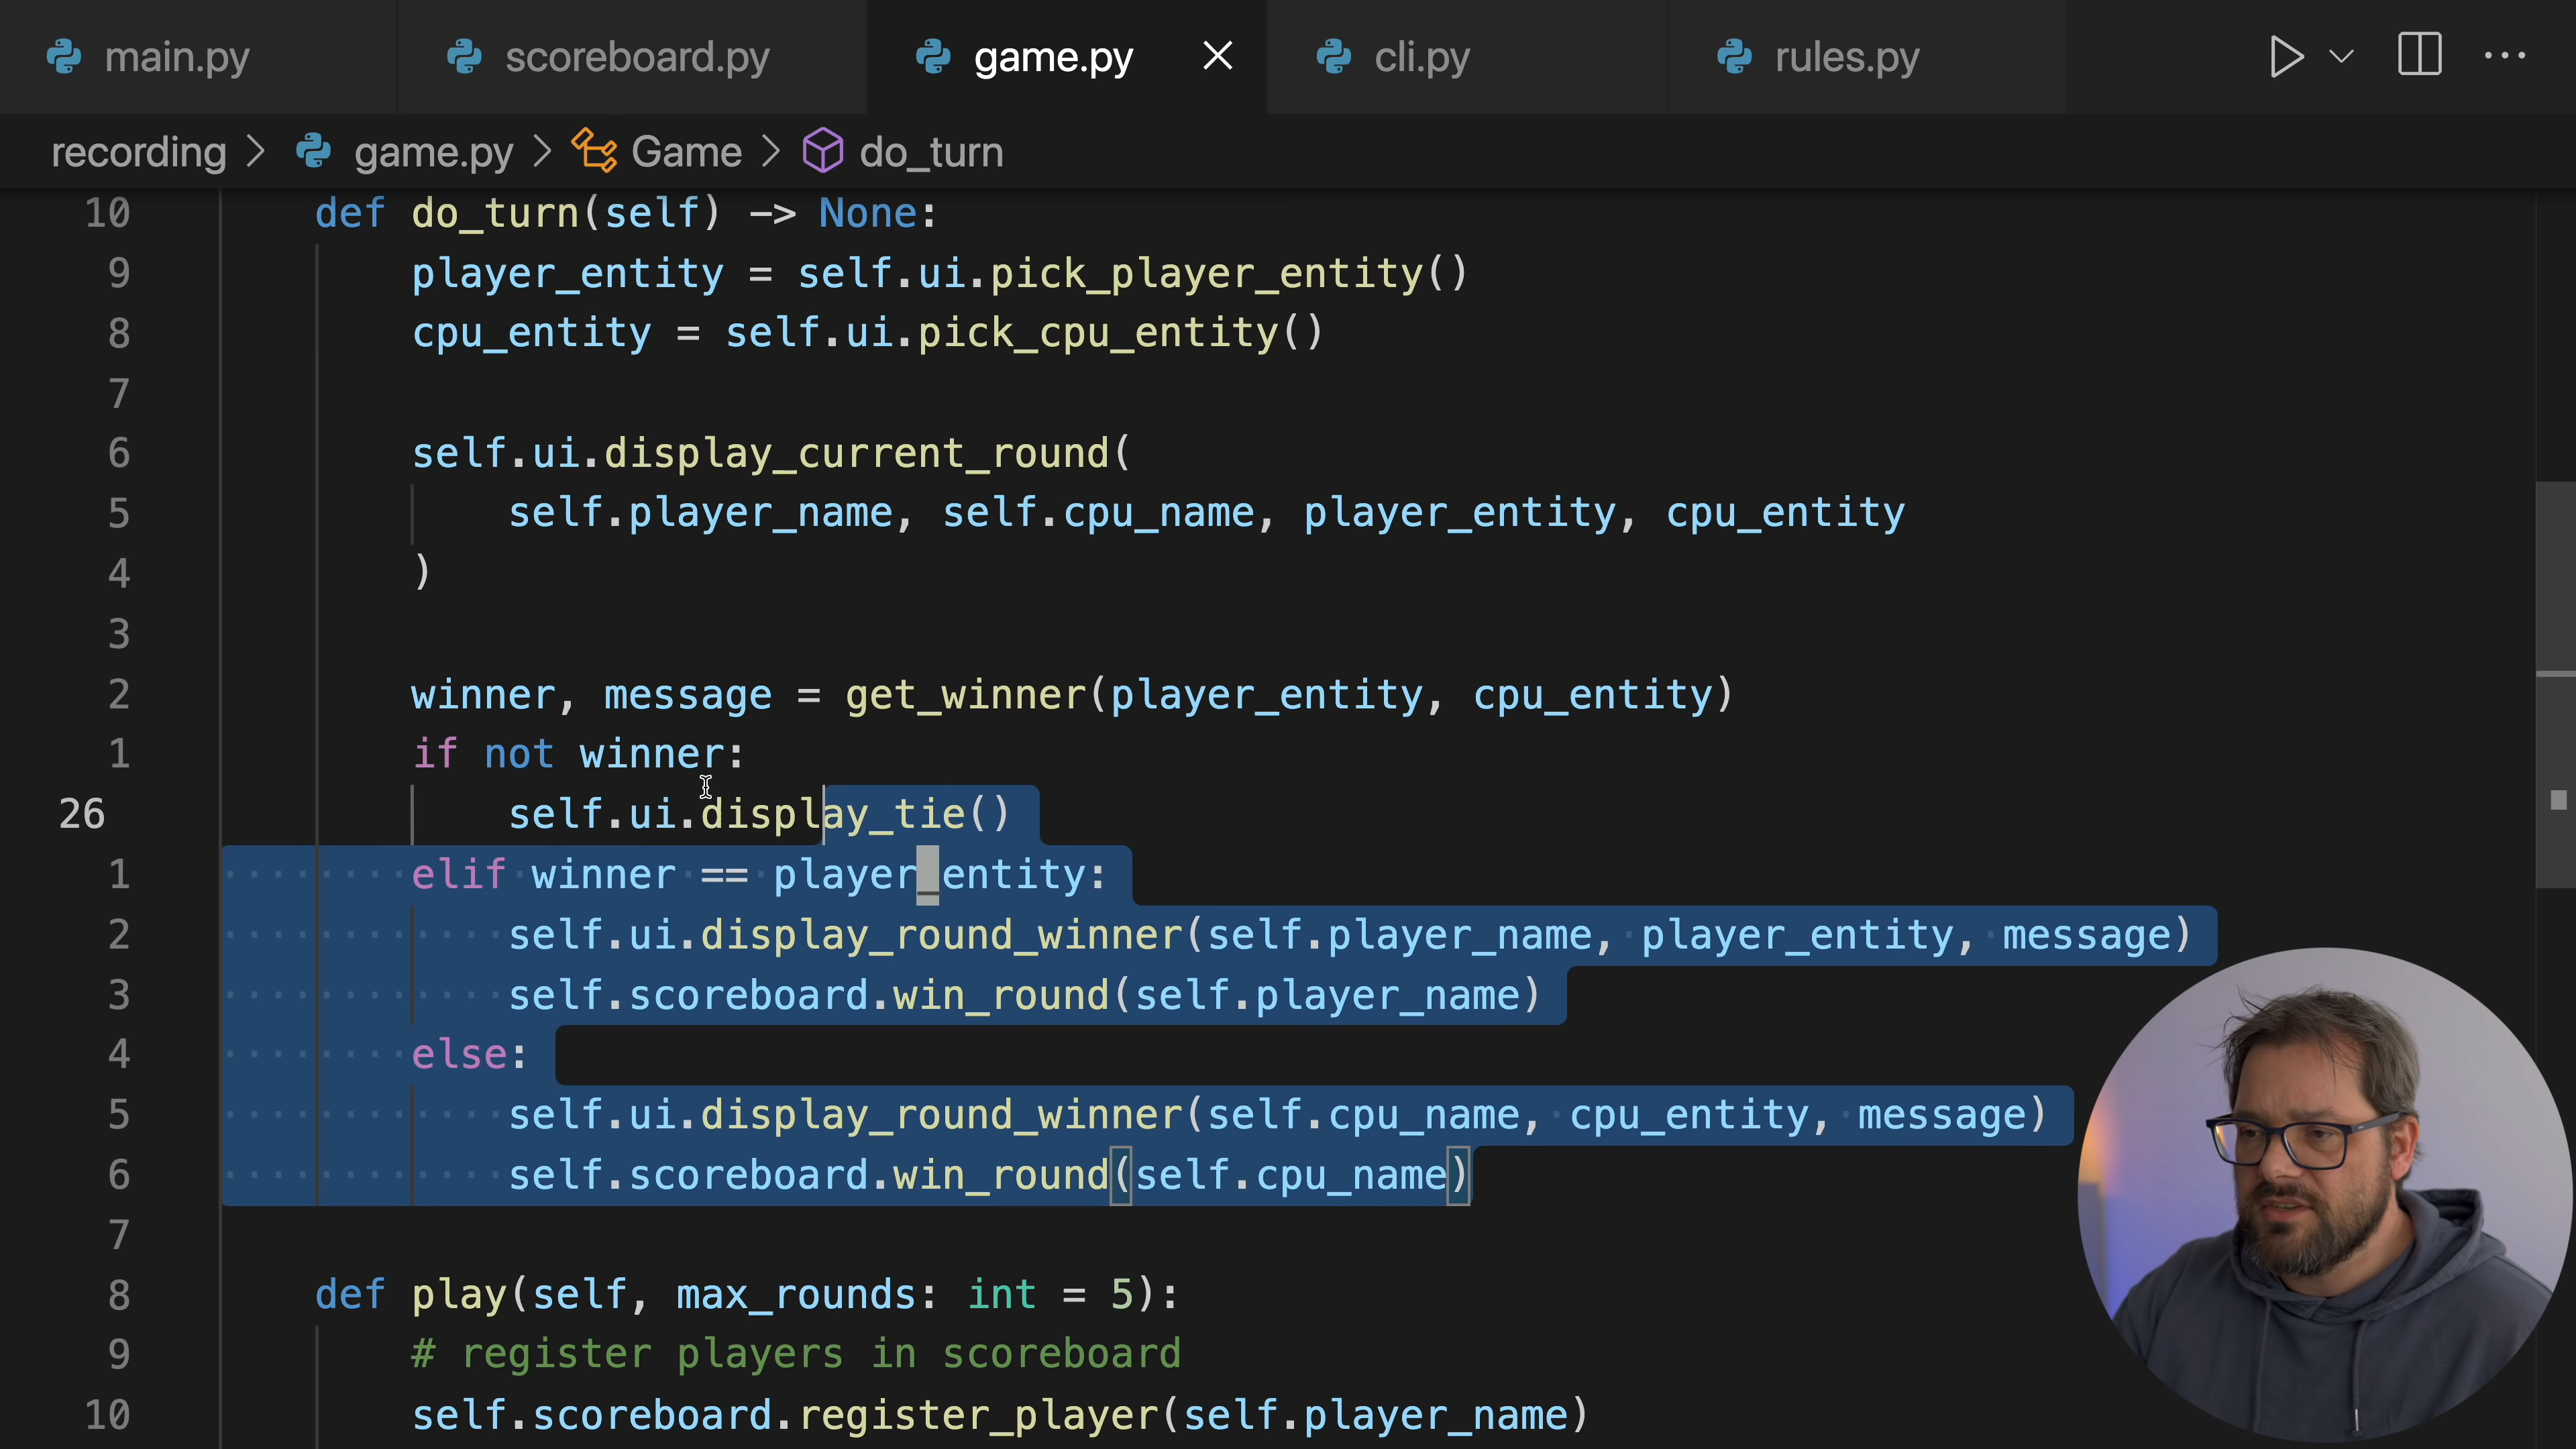 main.py
scoreboard.py
game.py
cli.py
rules.py
recording > game.py > Game > do_turn
10 def do_turn(self) -> None:
9 player_entity = self.ui.pick_player_entity()
8 cpu_entity = self.ui.pick_cpu_entity()
7
6 self.ui.display_current_round(
5 self.player_name, self.cpu_name, player_entity, cpu_entity
4 )
3
2 winner, message = get_winner(player_entity, cpu_entity)
1 if not winner:
26 self.ui.display_tie()
1 elif winner == player_entity:
2 self.ui.display_round_winner(self.player_name, player_entity, message)
3 self.scoreboard.win_round(self.player_name)
4 else:
5 self.ui.display_round_winner(self.cpu_name, cpu_entity, message)
6 self.scoreboard.win_round(self.cpu_name)
7
8 def play(self, max_rounds: int = 5):
9 # register players in scoreboard
10 self.scoreboard.register_player(self.player_name)